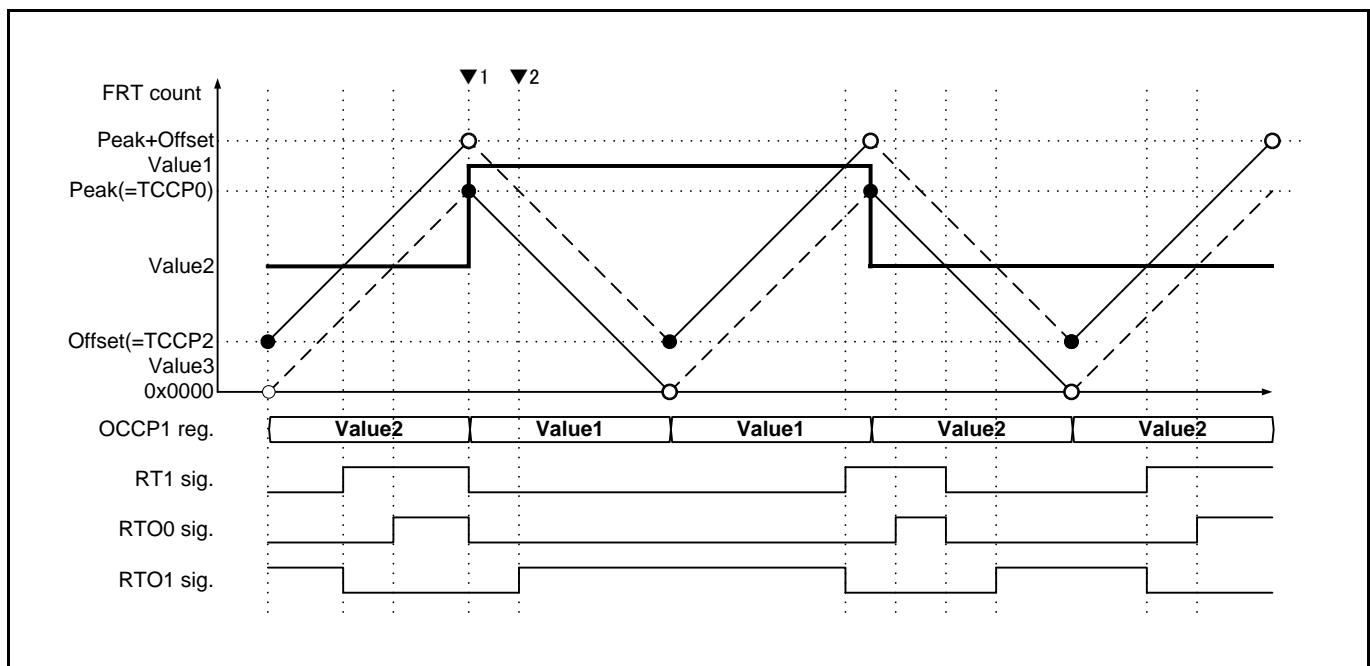 ▼1 ▼2
FRT count
Peak+Offset
Value1
Peak(=TCCP0)
Value2
Offset(=TCCP2
Value3
0x0000
OCCP1 reg. Value2 Value1 Value1 Value2 Value2
RT1 sig.
RTO0 sig.
RTO1 sig.